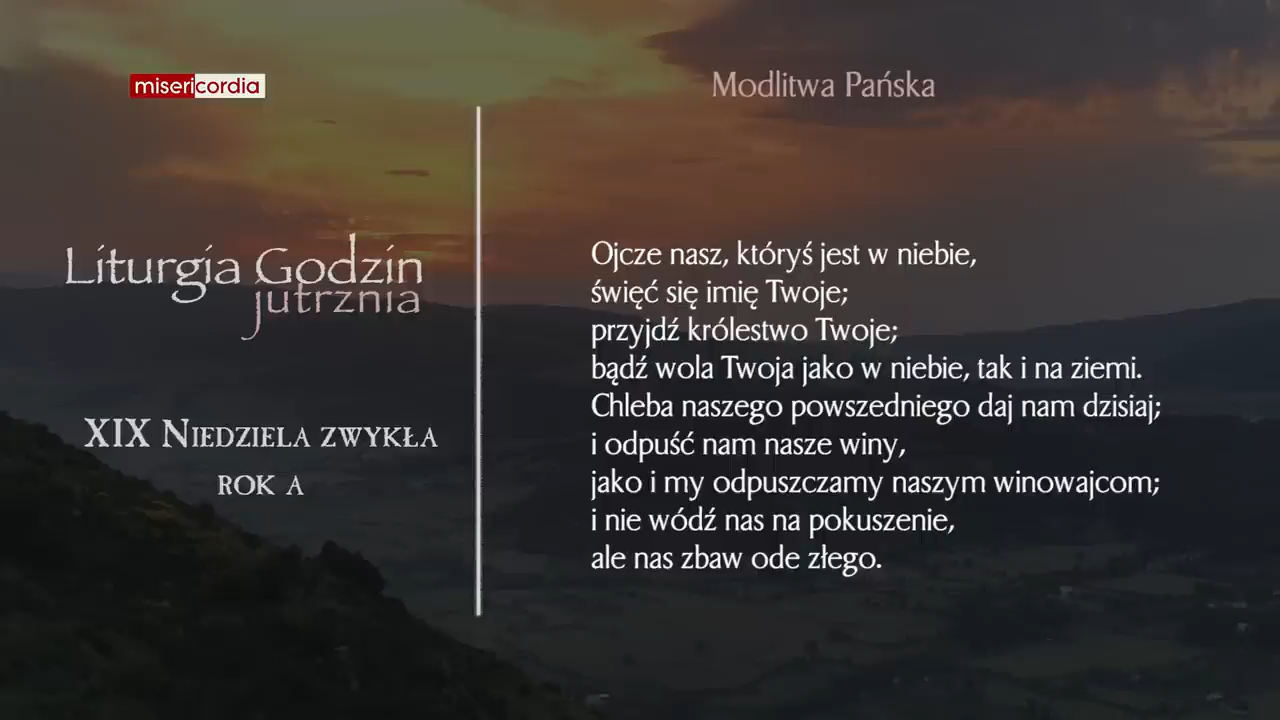 misericordia
Liturgia Godzin
jutrznia
XIX Niedziela zwykła
rok A
Modlitwa Pańska
Ojcze nasz, któryś jest w niebie,
święć się imię Twoje;
przyjdź królestwo Twoje;
bądź wola Twoja jako w niebie, tak i na ziemi.
Chleba naszego powszedniego daj nam dzisiaj;
i odpuść nam nasze winy,
jako i my odpuszczamy naszym winowajcom;
i nie wódź nas na pokuszenie,
ale nas zbaw ode złego.